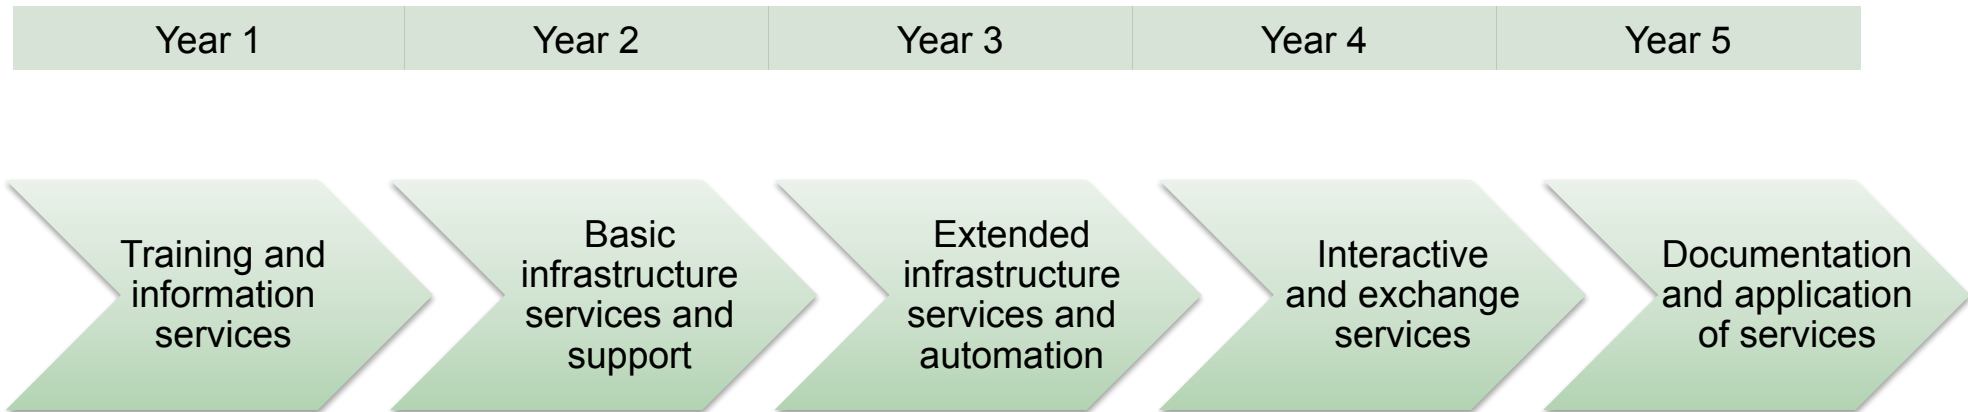 Year 1
Year 2
Year 3
Year 4
Year 5
Training and
information
services
Basic
infrastructure
services and
support
Extended
infrastructure
services and
automation
Interactive
and exchange
services
Documentation
and application
of services